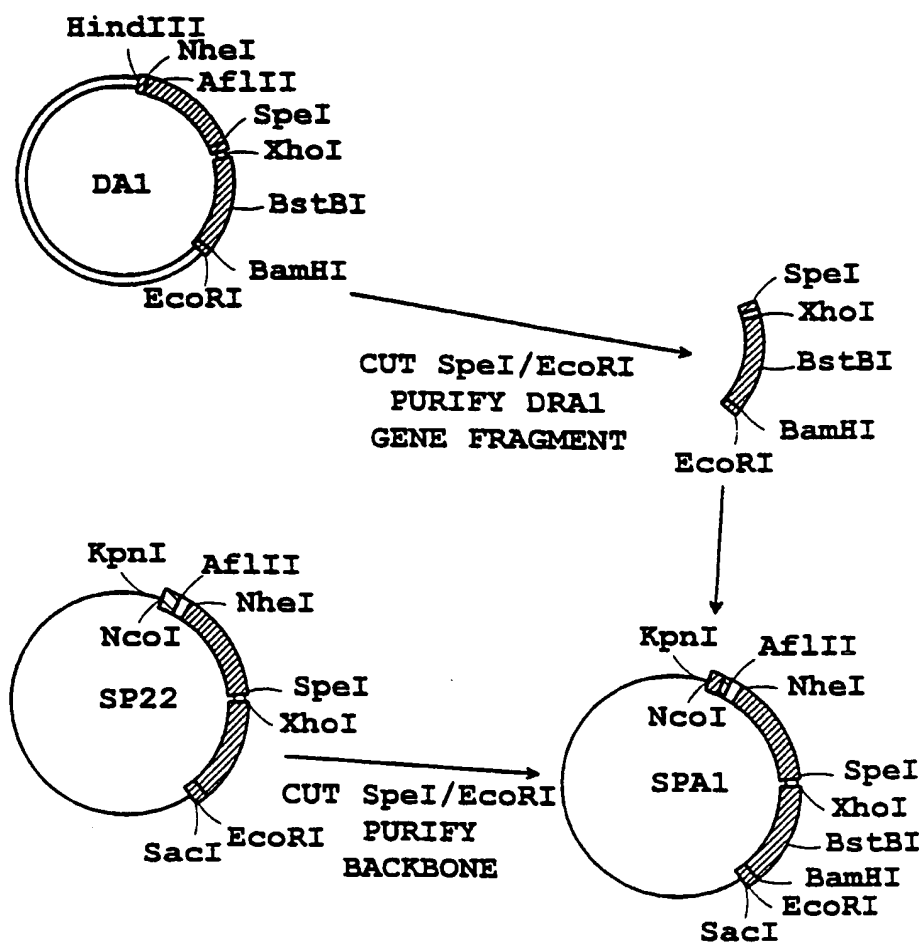 HindIII
NheI
AflII
SpeI
XhoI
DA1
BstBI
BamHI
EcoRI
CUT SpeI/EcoRI
PURIFY DRA1
GENE FRAGMENT
SpeI
XhoI
BstBI
BamHI
EcoRI
KpnI
AflII
NheI
NcoI
SP22
SpeI
XhoI
EcoRI
SacI
CUT SpeI/EcoRI
PURIFY
BACKBONE
KpnI
AflII
NheI
NcoI
SPA1
SpeI
XhoI
BstBI
BamHI
EcoRI
SacI